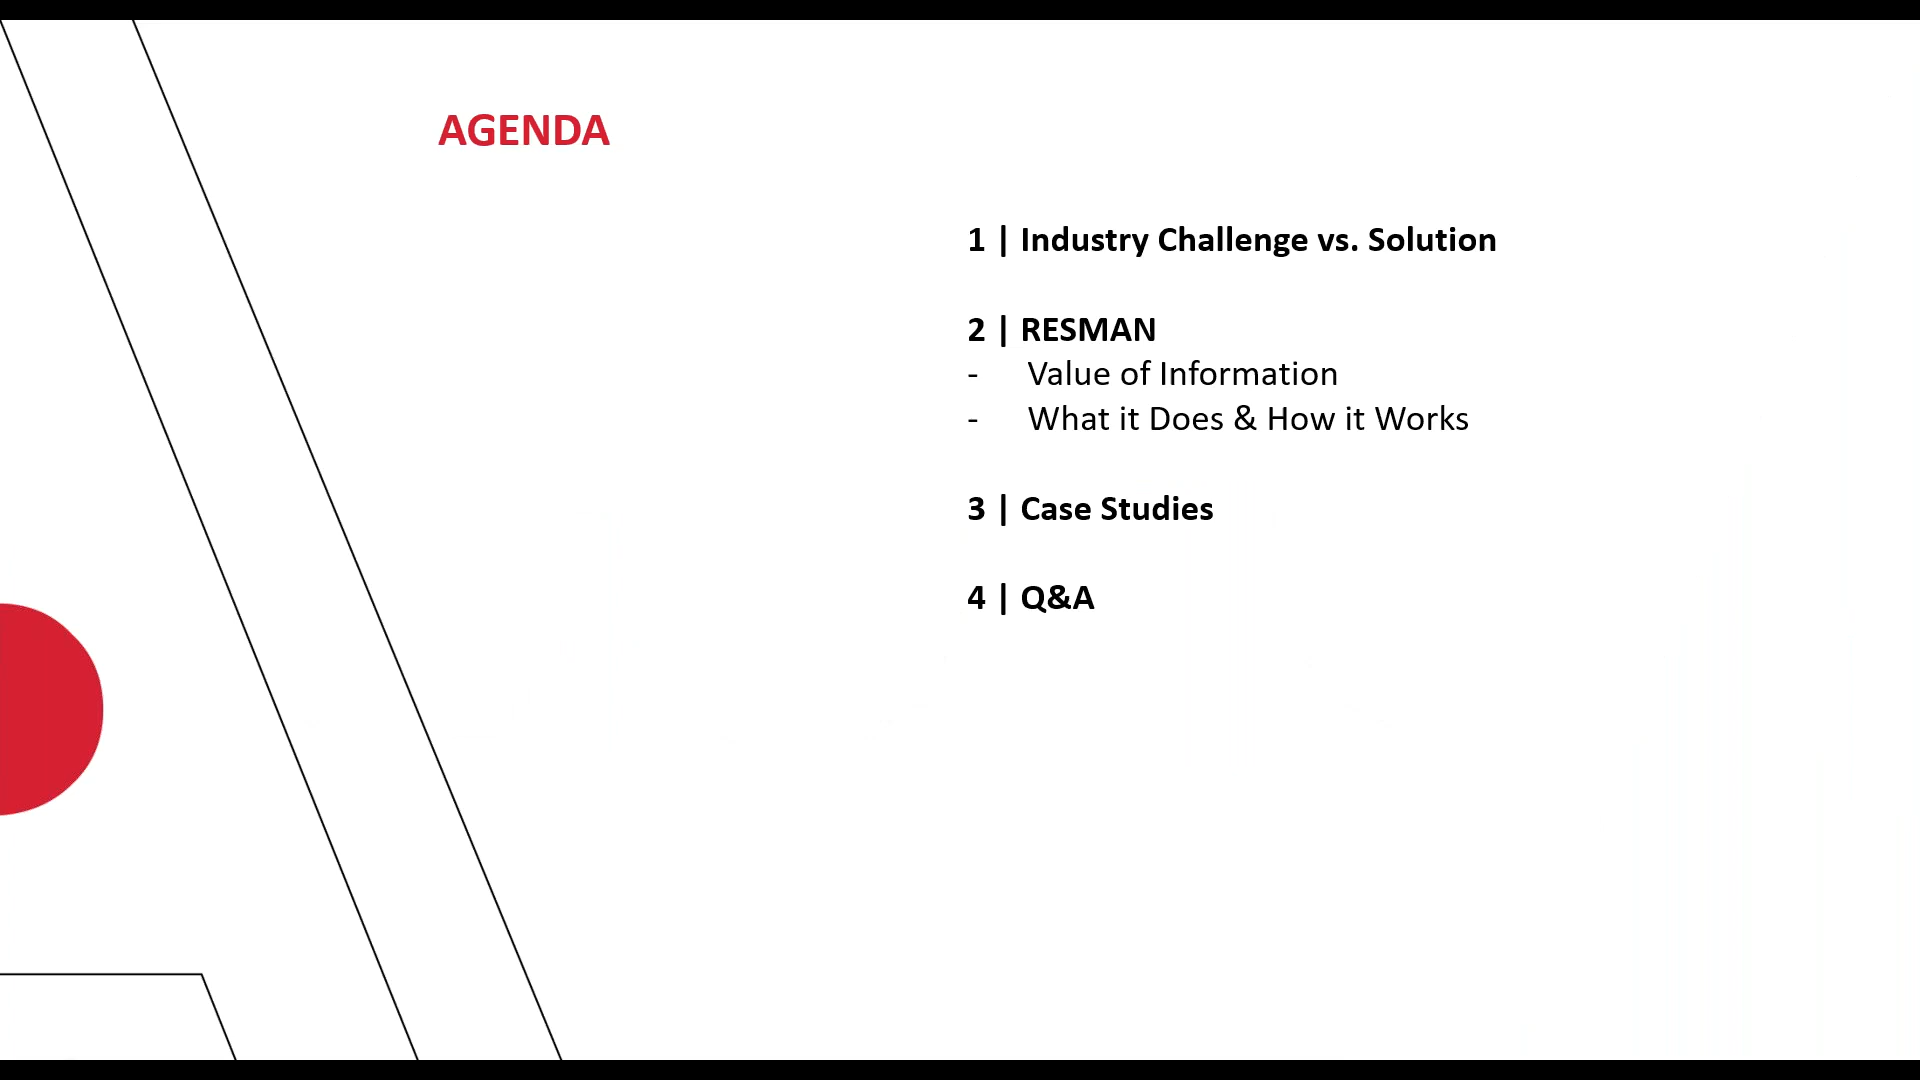 AGENDA
1 | Industry Challenge vs. Solution
2 | RESMAN
- Value of Information
- What it Does & How it Works
3 | Case Studies
4 | Q&A